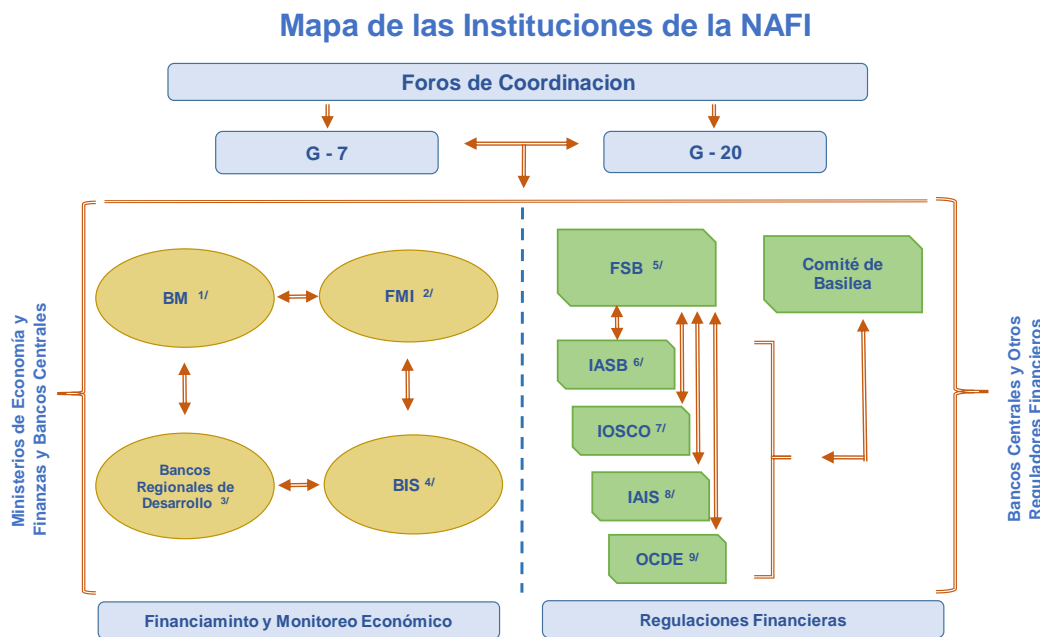 Mapa de las Instituciones de la NAFI
Foros de Coordinacion
G - 7
G - 20
Ministerios de Economía y
Finanzas y Bancos Centrales
BM 1/
FMI 2/
Bancos
Regionales de
Desarrollo 3/
BIS 4/
FSB 5/
Comité de
Basilea
IASB 6/
IOSCO 7/
IAIS 8/
OCDE 9/
Bancos Centrales y Otros
Reguladores Financieros
Financiaminto y Monitoreo Económico
Regulaciones Financieras